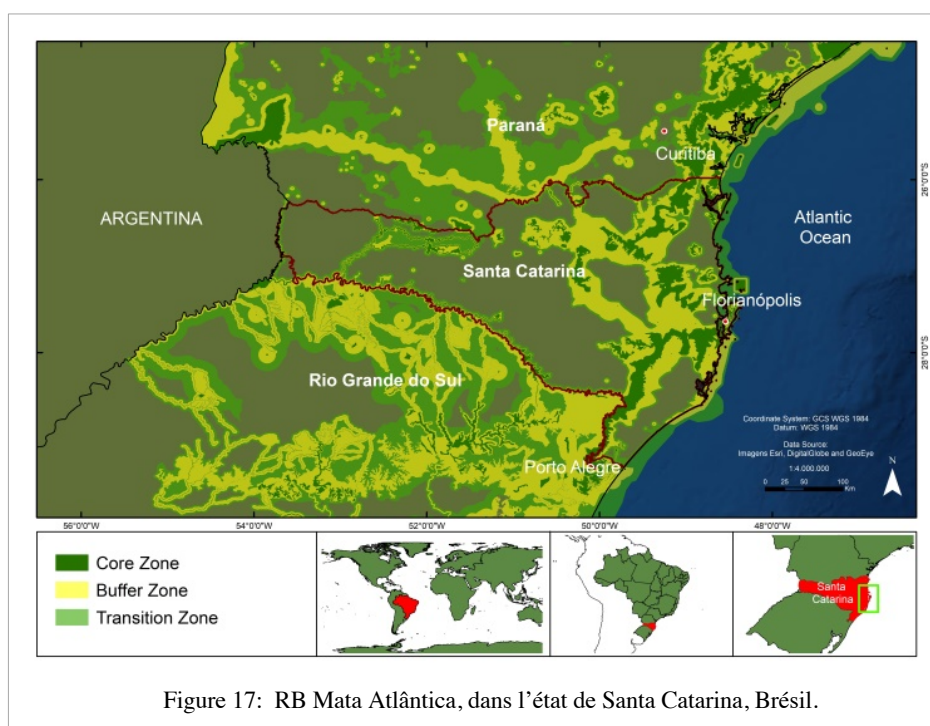 Paraná
Curitiba
26°0'0"S
ARGENTINA
Atlantic
Ocean
Santa Catarina
Florianópolis
28°0'0"S
Rio Grande do Sul
Coordinate System: GCS WGS 1984
Datum: WGS 1984
Data Source:
Imagens Esri, DigitalGlobe and GeoEye
Porto Alegre
1:4.000.000
N
0 25 50 100
Km
56°0'0"W 54°0'0"W 52°0'0"W 50°0'0"W 48°0'0"W
Core Zone
Buffer Zone
Transition Zone
Santa
Catarina
Figure 17: RB Mata Atlântica, dans l’état de Santa Catarina, Brésil.